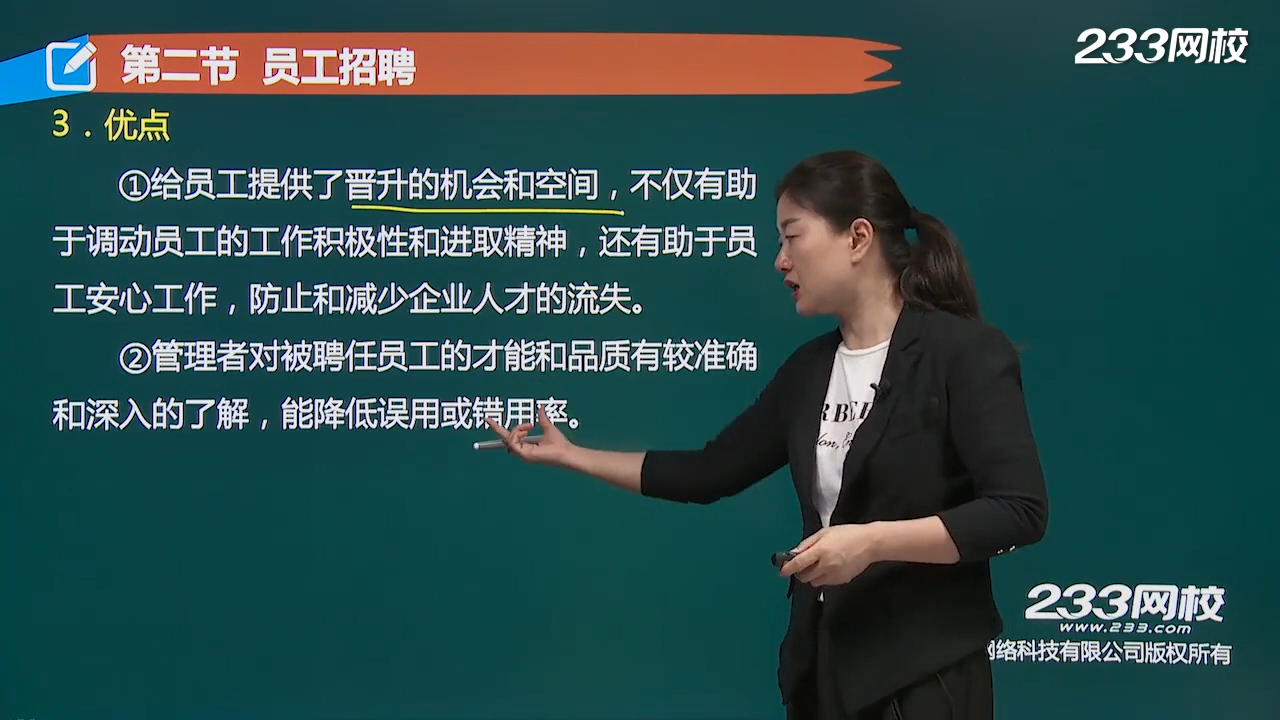 第二节 员工招聘
233网校
3．优点
①给员工提供了晋升的机会和空间，不仅有助
于调动员工的工作积极性和进取精神，还有助于员
工安心工作，防止和减少企业人才的流失。
②管理者对被聘任员工的才能和品质有较准确
和深入的了解，能降低误用或错用率。
233网校
www.233.com
网络科技有限公司版权所有